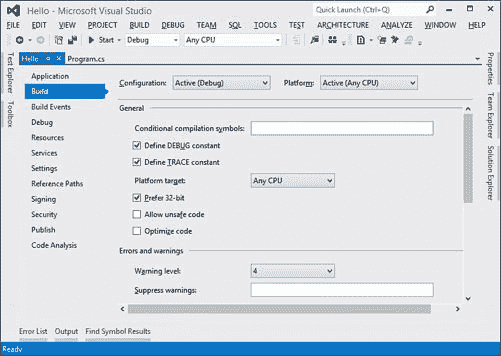 Hello - Microsoft Visual Studio
Quick Launch (Ctrl+Q)
FILE EDIT VIEW PROJECT BUILD DEBUG TEAM SQL TOOLS TEST ARCHITECTURE ANALYZE WINDOW HELP
Start Debug Any CPU
Hello Program.cs
Test Explorer
Toolbox
Application
Build
Build Events
Debug
Resources
Services
Settings
Reference Paths
Signing
Security
Publish
Code Analysis
Configuration: Active (Debug) Platform: Active (Any CPU)
General
Conditional compilation symbols:
Define DEBUG constant
Define TRACE constant
Platform target: Any CPU
Prefer 32-bit
Allow unsafe code
Optimize code
Errors and warnings
Warning level: 4
Suppress warnings:
Properties
Team Explorer
Solution Explorer
Error List Output Find Symbol Results
Ready